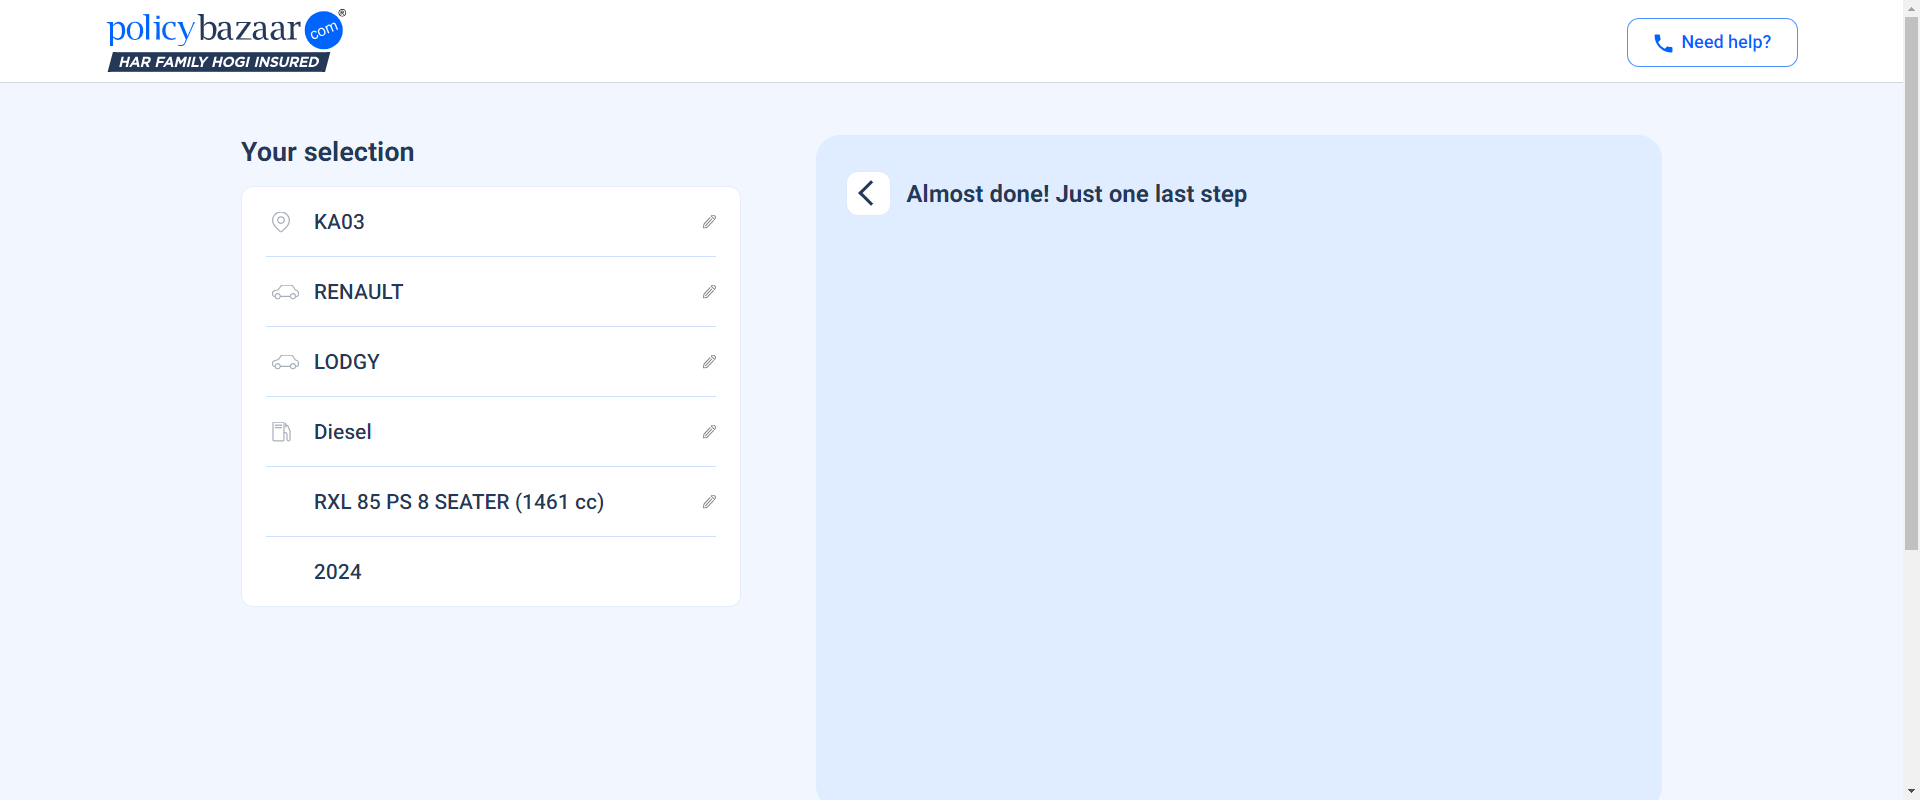 policybazaar.com®
HAR FAMILY HOGI INSURED
Need help?
Your selection
KA03
RENAULT
LODGY
Diesel
RXL 85 PS 8 SEATER (1461 cc)
2024
Almost done! Just one last step